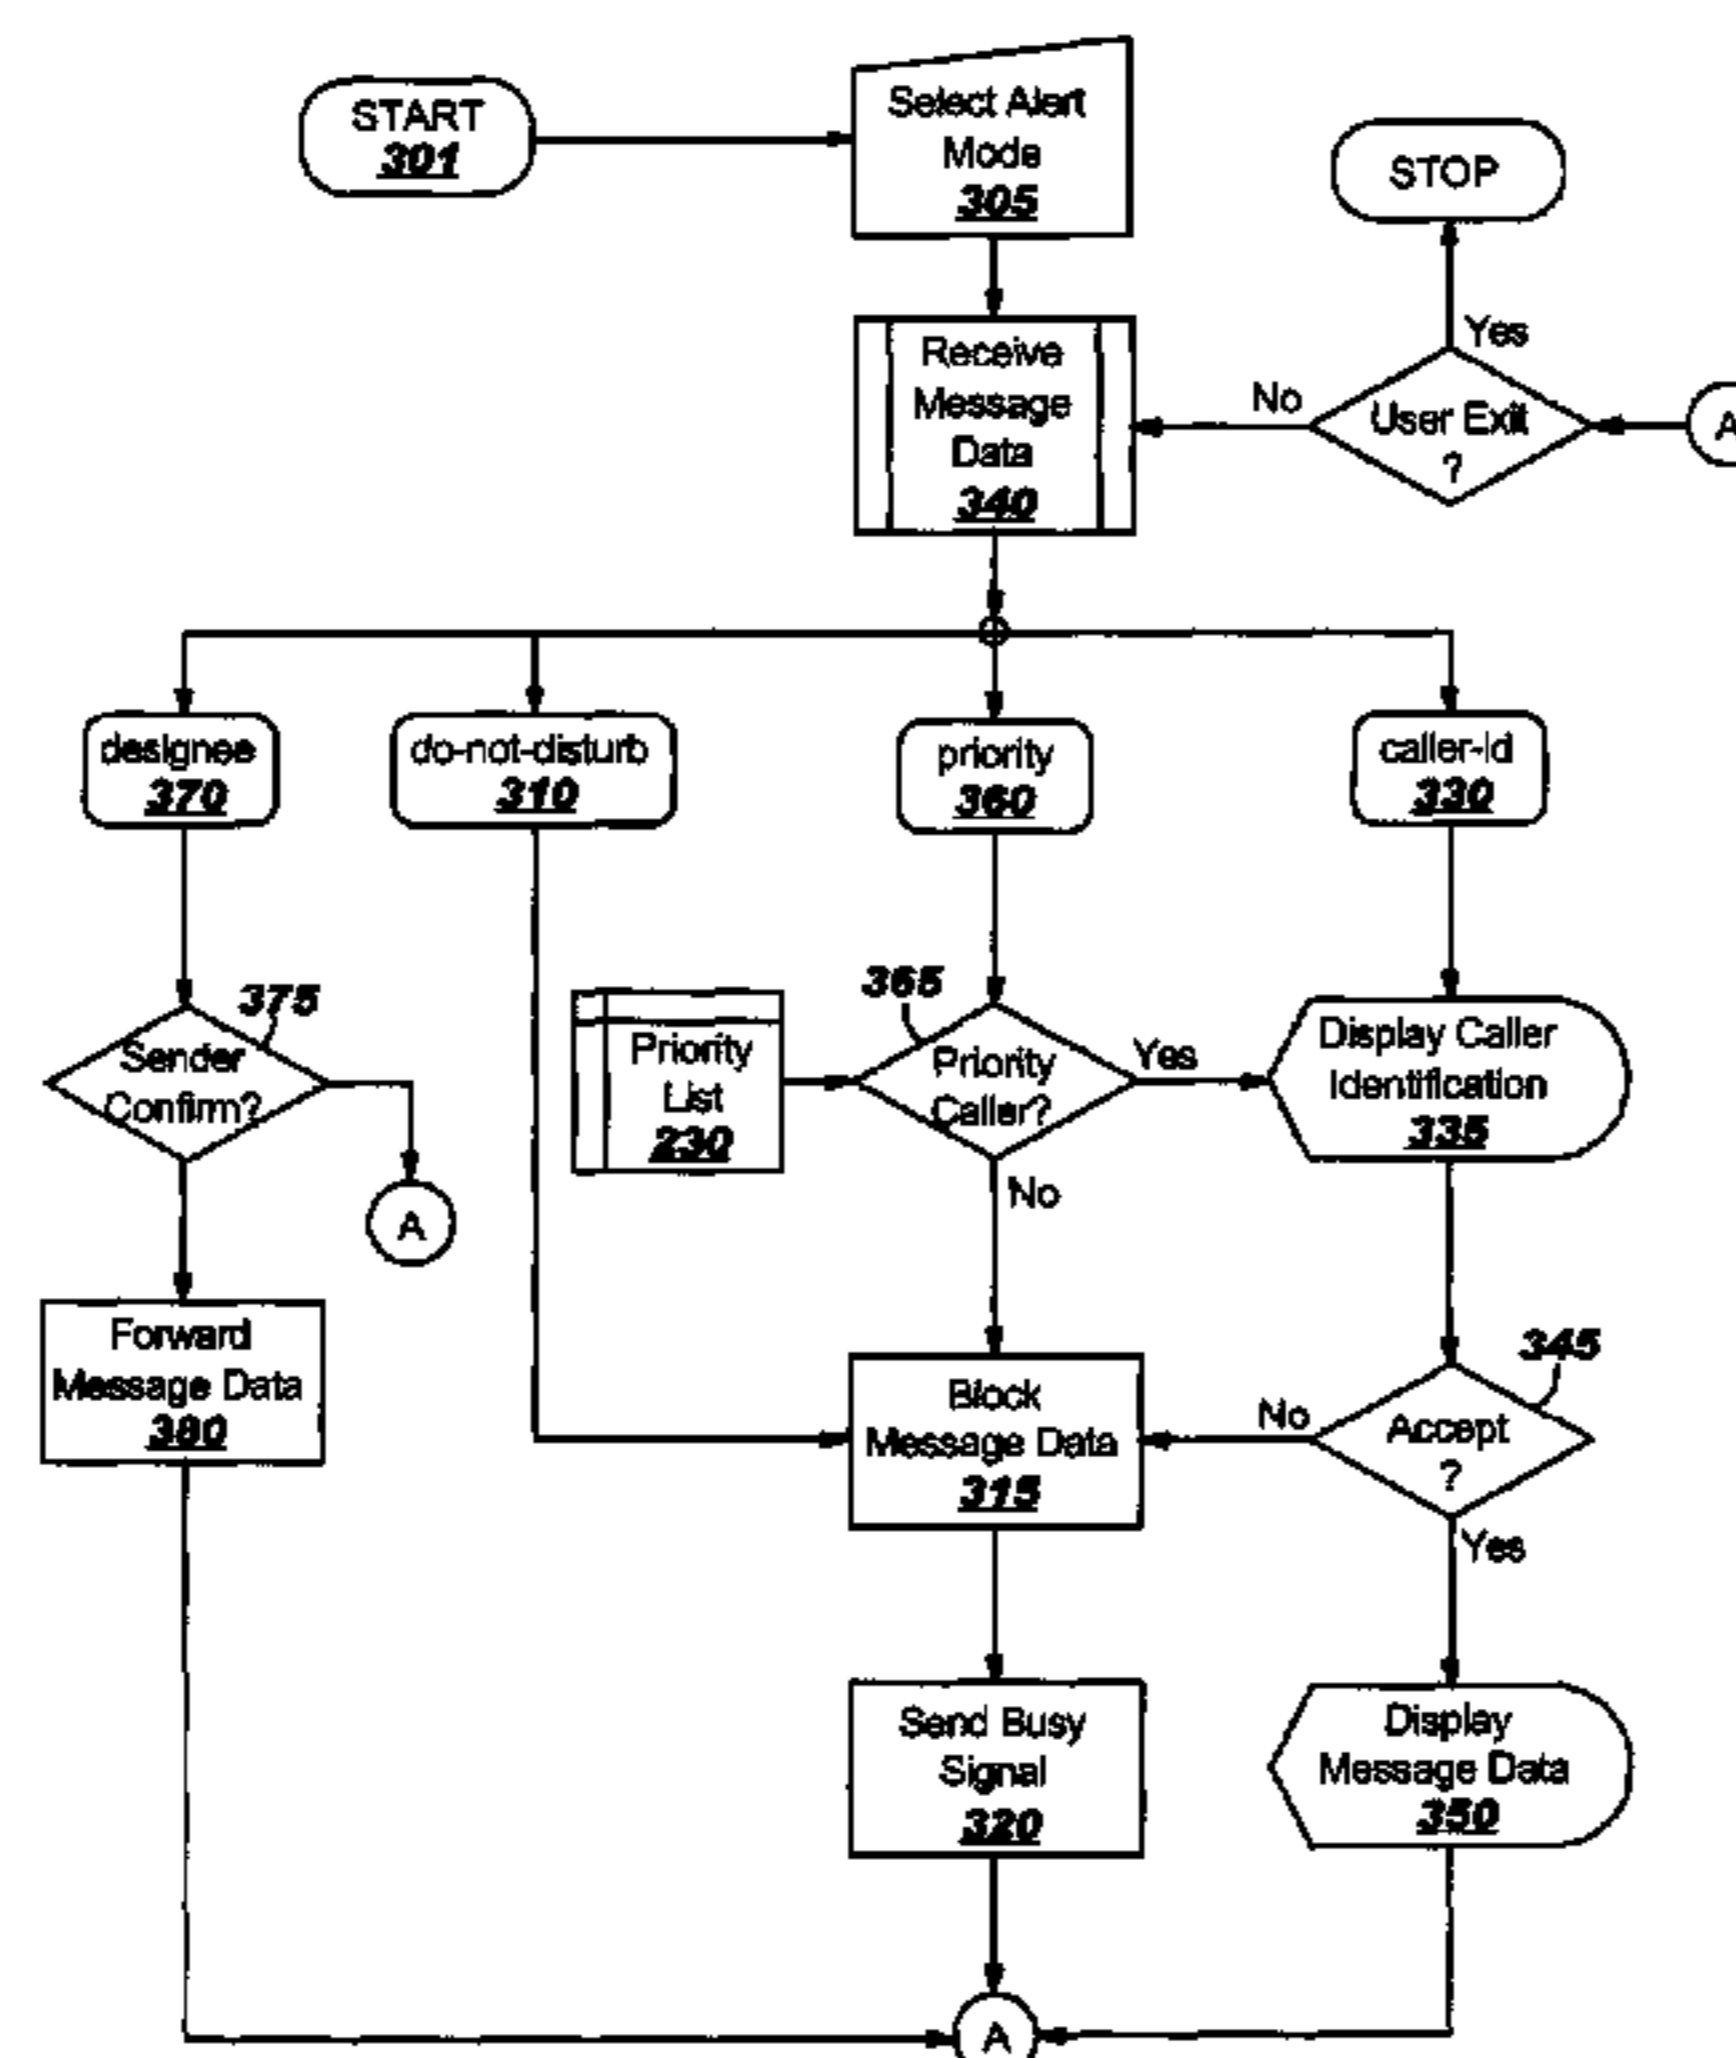 START
301
Select Alert
Mode
305
STOP
Yes
Receive
Message
Data
340
No
User Exit
?
A
designee
370
do-not-disturb
310
priority
360
caller-id
330
375
Sender
Confirm?
A
Priority
List
230
365
Priority
Caller?
Yes
No
Display Caller
Identification
335
Forward
Message Data
380
Block
Message Data
315
No
345
Accept
?
Yes
Send Busy
Signal
320
Display
Message Data
350
A